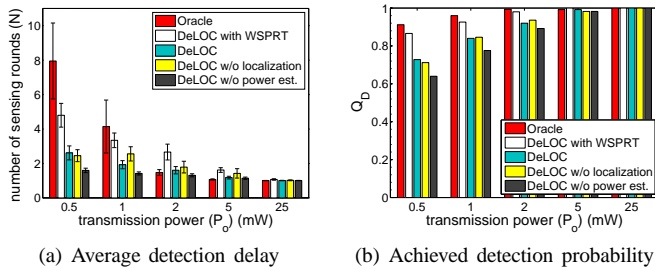 number of sensing rounds (N)
10
8
6
4
2
0
Oracle
DeLOC with WSPRT
DeLOC
DeLOC w/o localization
DeLOC w/o power est.
0.5 1 2 5 25
transmission power (P_o) (mW)
(a) Average detection delay
Q_D
1
0.8
0.6
0.4
0.2
0
Oracle
DeLOC with WSPRT
DeLOC
DeLOC w/o localization
DeLOC w/o power est.
0.5 1 2 5 25
transmission power (P_o) (mW)
(b) Achieved detection probability